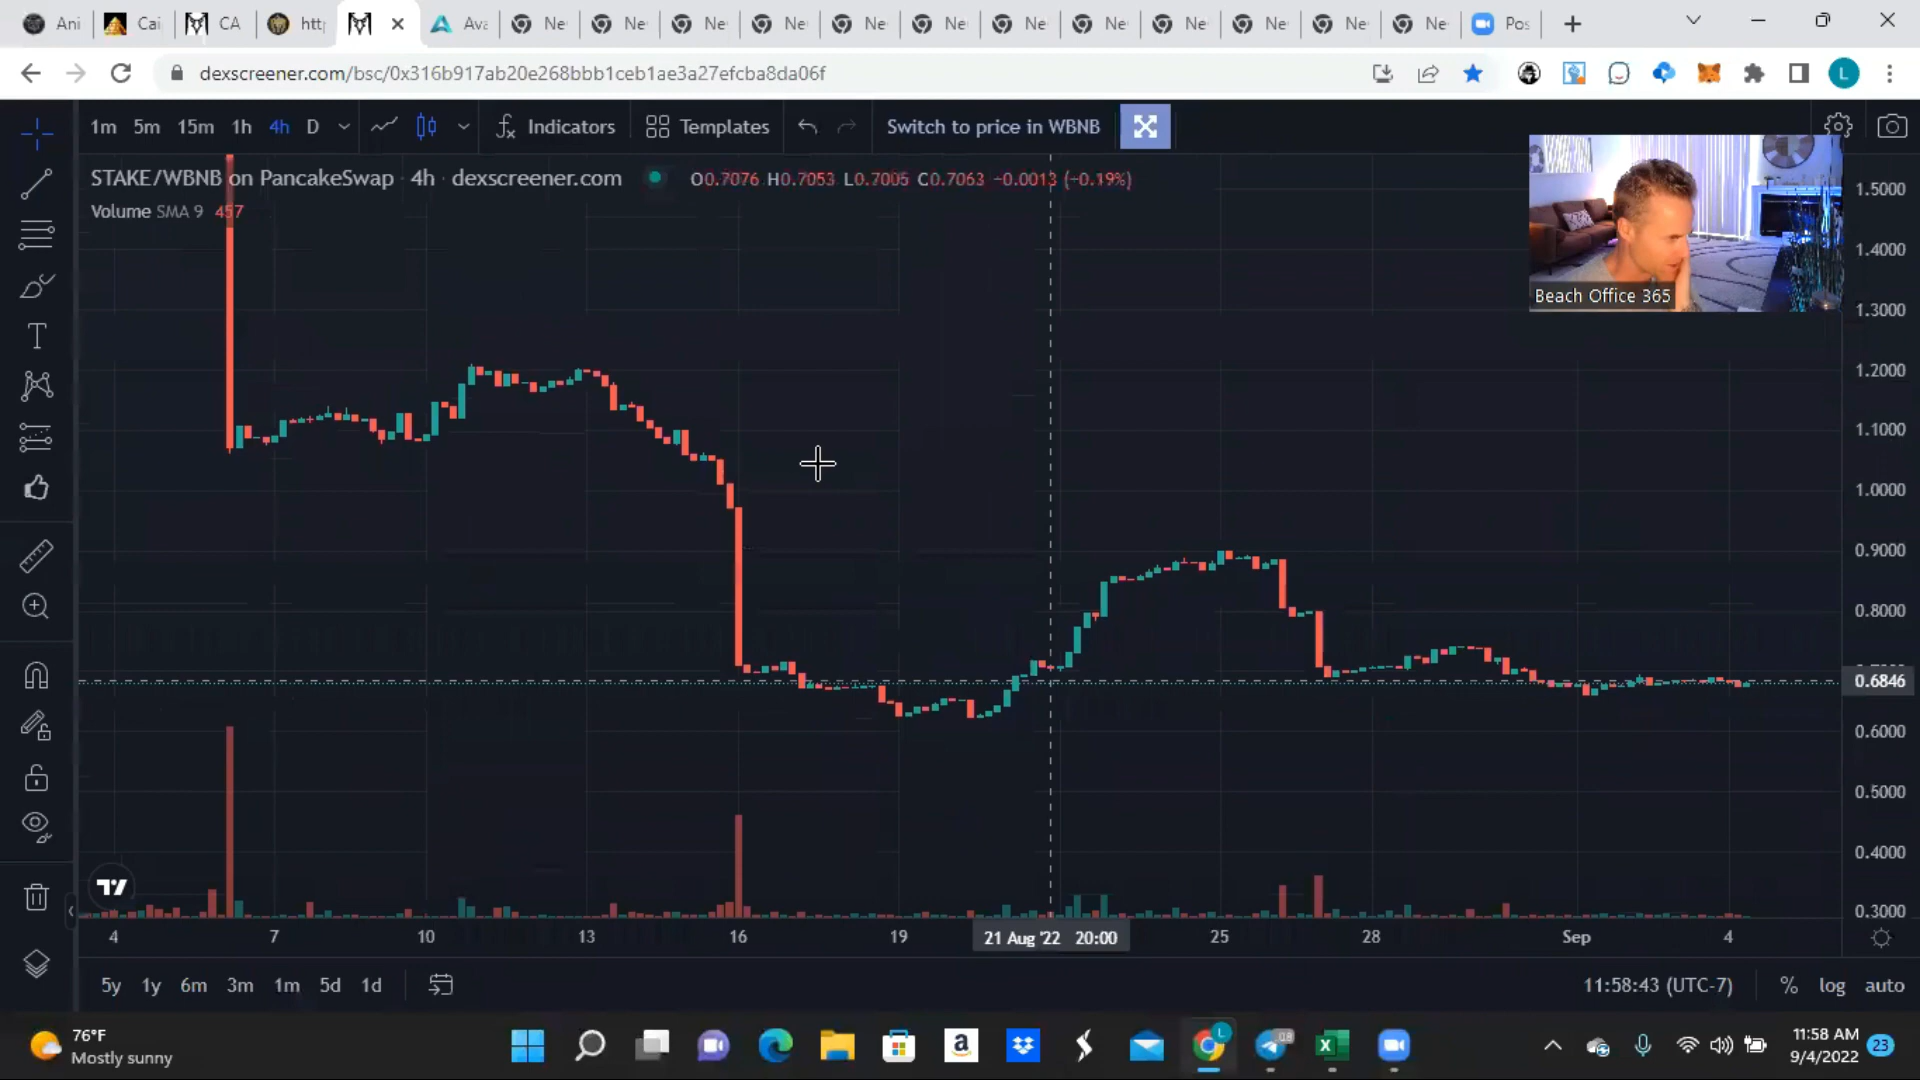 Ani
Cai
CA
http
Ava
Ne
Ne
Ne
Ne
Ne
Ne
Ne
Ne
Ne
Ne
Ne
Ne
Pos
dexscreener.com/bsc/0x316b917ab20e268bbb1ceb1ae3a27efcba8da06f
L
1m 5m 15m 1h 4h D Indicators Templates Switch to price in WBNB
STAKE/WBNB on PancakeSwap · 4h · dexscreener.com O0.7076 H0.7053 L0.7005 C0.7063 −0.0013 (−0.19%)
Volume SMA 9 457
Beach Office 365
1.5000
1.4000
1.3000
1.2000
1.1000
1.0000
0.9000
0.8000
0.6846
0.6000
0.5000
0.4000
0.3000
4 7 10 13 16 19 21 Aug '22 20:00 25 28 Sep 4
5y 1y 6m 3m 1m 5d 1d 11:58:43 (UTC-7) % log auto
76°F
Mostly sunny
11:58 AM
9/4/2022
23